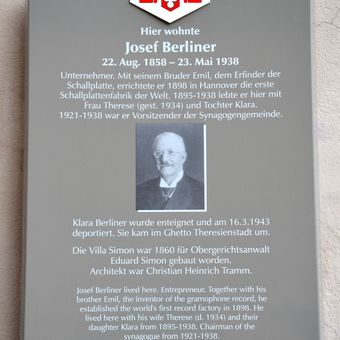 Hier wohnte
Josef Berliner
22. Aug. 1858 – 23. Mai 1938
Unternehmer. Mit seinem Bruder Emil, dem Erfinder der
Schallplatte, errichtete er 1898 in Hannover die erste
Schallplattenfabrik der Welt. 1895-1938 lebte er hier mit
Frau Therese (gest. 1934) und Tochter Klara.
1921-1938 war er Vorsitzender der Synagogengemeinde.
Klara Berliner wurde enteignet und am 16.3.1943
deportiert. Sie kam im Ghetto Theresienstadt um.
Die Villa Simon war 1860 für Obergerichtsanwalt
Eduard Simon gebaut worden.
Architekt war Christian Heinrich Tramm.
Josef Berliner lived here. Entrepreneur. Together with his
brother Emil, the inventor of the gramophone record, he
established the world's first record factory in 1898. He
lived here with his wife Therese (d. 1934) and their
daughter Klara from 1895-1938. Chairman of the
synagogue from 1921-1938.